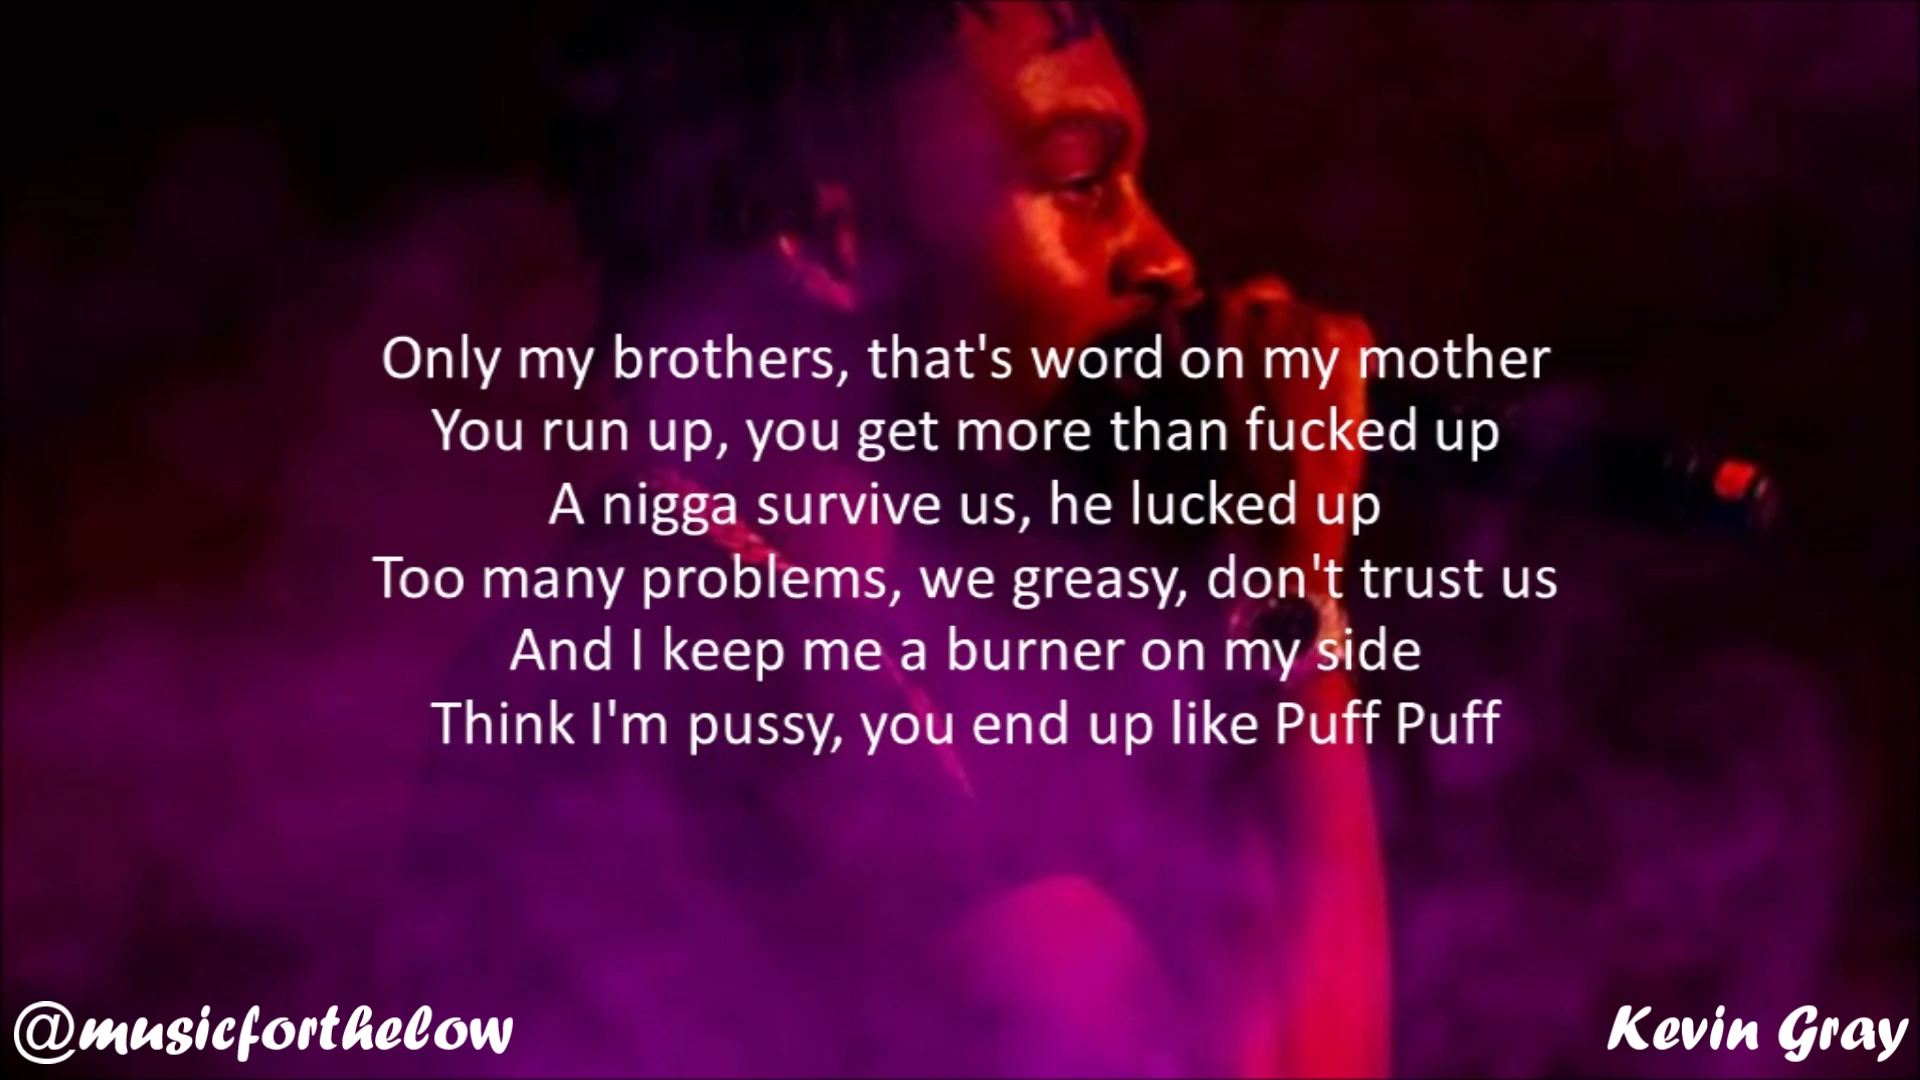 Only my brothers, that's word on my mother
You run up, you get more than fucked up
A nigga survive us, he lucked up
Too many problems, we greasy, don't trust us
And I keep me a burner on my side
Think I'm pussy, you end up like Puff Puff
@musicforthelow
Kevin Gray